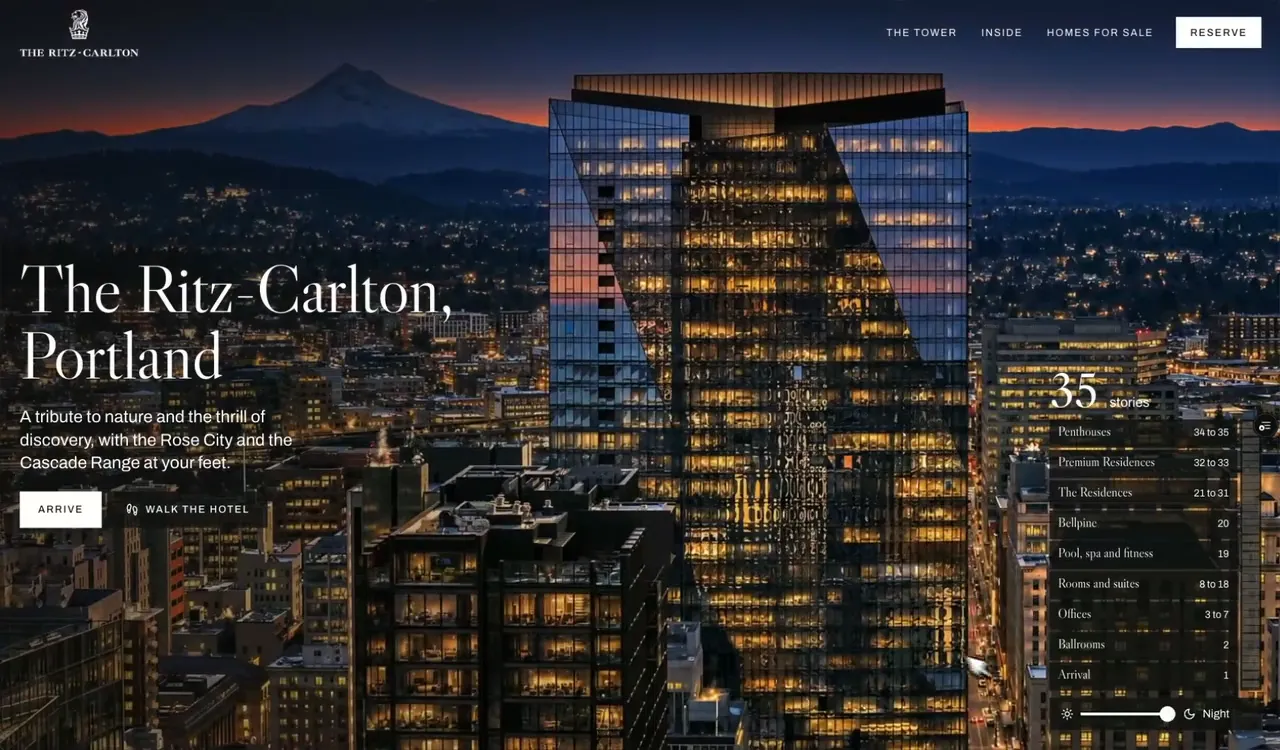 THE RITZ-CARLTON
THE TOWER
INSIDE
HOMES FOR SALE
RESERVE
The Ritz-Carlton,
Portland
A tribute to nature and the thrill of
discovery, with the Rose City and the
Cascade Range at your feet.
ARRIVE
WALK THE HOTEL
35 stories
Penthouses 34 to 35
Premium Residences 32 to 33
The Residences 21 to 31
Bellpine 20
Pool, spa and fitness 19
Rooms and suites 8 to 18
Offices 3 to 7
Ballrooms 2
Arrival 1
Night